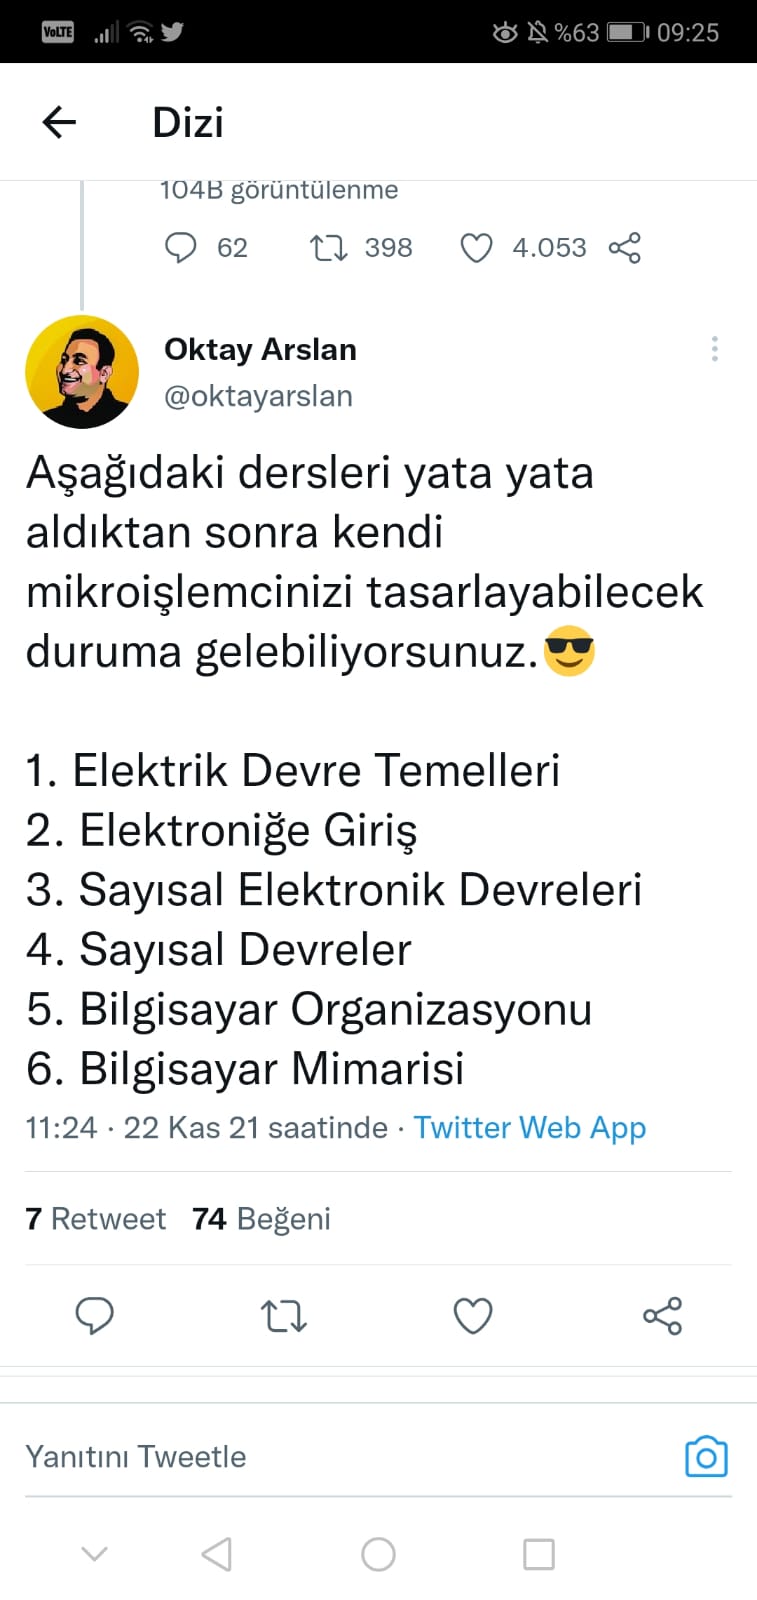 VoLTE %63 09:25
Dizi
104B görüntülenme
62 398 4.053
Oktay Arslan
@oktayarslan
Aşağıdaki dersleri yata yata
aldıktan sonra kendi
mikroişlemcinizi tasarlayabilecek
duruma gelebiliyorsunuz.😎
1. Elektrik Devre Temelleri
2. Elektroniğe Giriş
3. Sayısal Elektronik Devreleri
4. Sayısal Devreler
5. Bilgisayar Organizasyonu
6. Bilgisayar Mimarisi
11:24 · 22 Kas 21 saatinde · Twitter Web App
7 Retweet 74 Beğeni
Yanıtını Tweetle